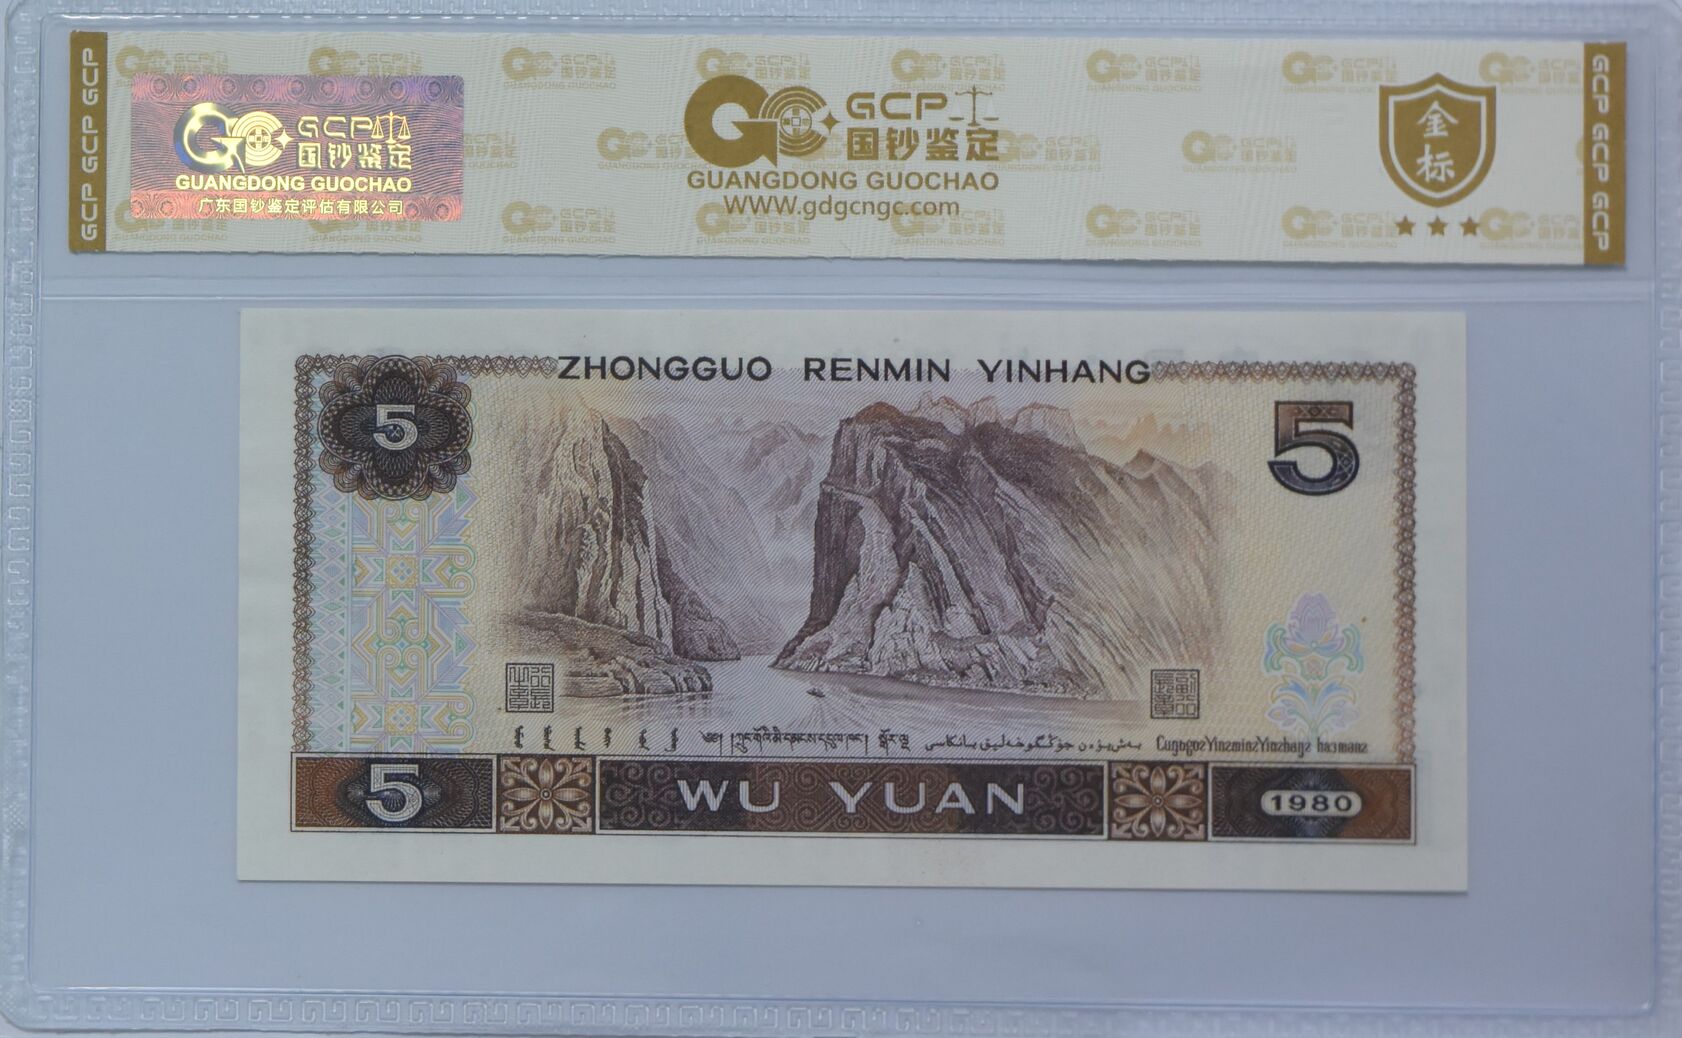 GCP GCP GCP
GCP
国钞鉴定
GUANGDONG GUOCHAO
广东国钞鉴定评估有限公司
GCP
国钞鉴定
GUANGDONG GUOCHAO
WWW.gdgcngc.com
金
标
GCP GCP GCP
ZHONGGUO RENMIN YINHANG
5
5
5
WU YUAN
1980